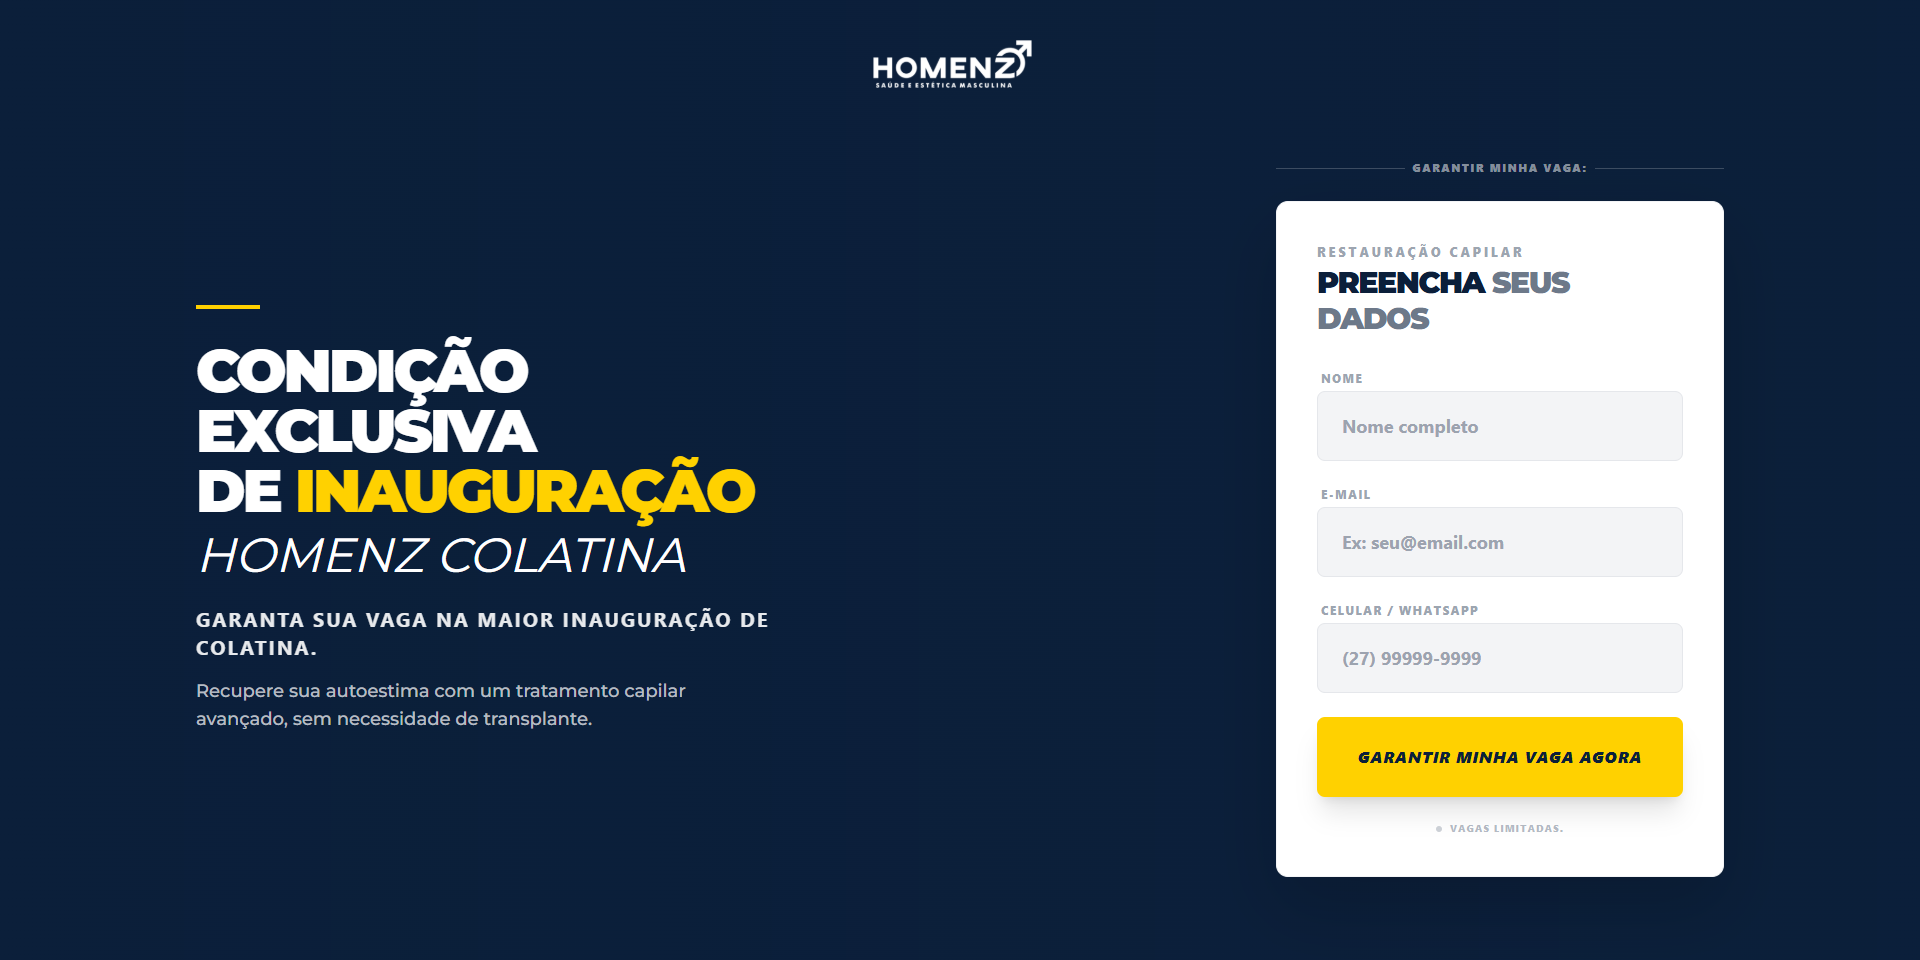 HOMENZ
SAÚDE E ESTÉTICA MASCULINA
CONDIÇÃO
EXCLUSIVA
DE INAUGURAÇÃO
HOMENZ COLATINA
GARANTA SUA VAGA NA MAIOR INAUGURAÇÃO DE
COLATINA.
Recupere sua autoestima com um tratamento capilar
avançado, sem necessidade de transplante.
GARANTIR MINHA VAGA:
RESTAURAÇÃO CAPILAR
PREENCHA SEUS
DADOS
NOME
Nome completo
E-MAIL
Ex: seu@email.com
CELULAR / WHATSAPP
(27) 99999-9999
GARANTIR MINHA VAGA AGORA
VAGAS LIMITADAS.